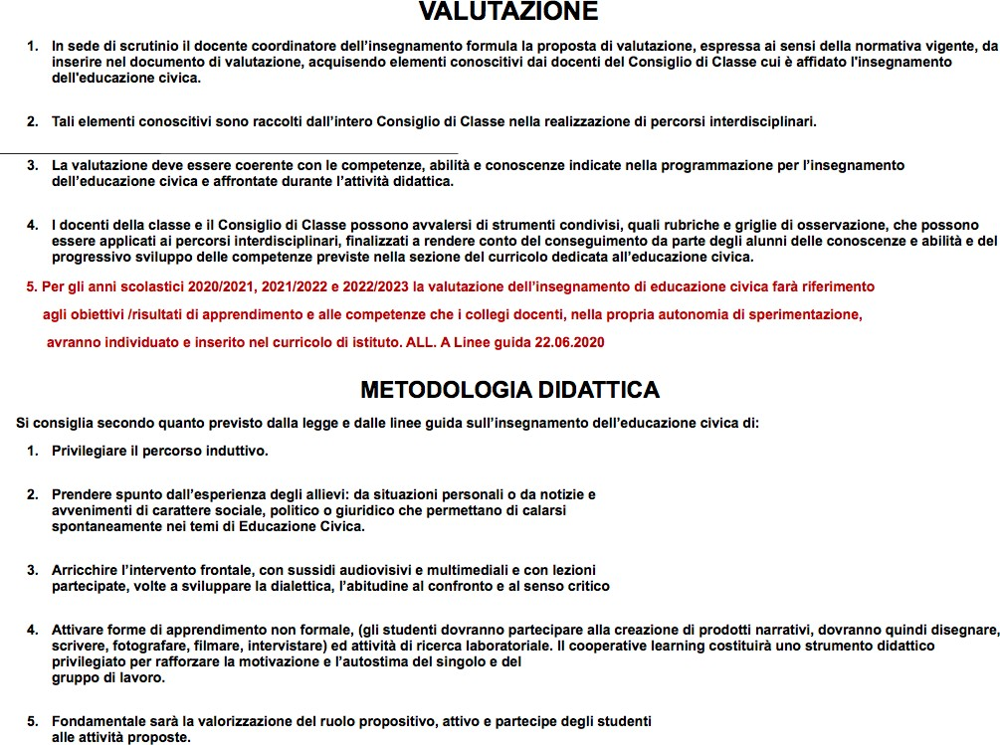 VALUTAZIONE
1. In sede di scrutinio il docente coordinatore dell’insegnamento formula la proposta di valutazione, espressa ai sensi della normativa vigente, da
inserire nel documento di valutazione, acquisendo elementi conoscitivi dai docenti del Consiglio di Classe cui è affidato l'insegnamento
dell'educazione civica.
2. Tali elementi conoscitivi sono raccolti dall’intero Consiglio di Classe nella realizzazione di percorsi interdisciplinari.
3. La valutazione deve essere coerente con le competenze, abilità e conoscenze indicate nella programmazione per l’insegnamento
dell’educazione civica e affrontate durante l’attività didattica.
4. I docenti della classe e il Consiglio di Classe possono avvalersi di strumenti condivisi, quali rubriche e griglie di osservazione, che possono
essere applicati ai percorsi interdisciplinari, finalizzati a rendere conto del conseguimento da parte degli alunni delle conoscenze e abilità e del
progressivo sviluppo delle competenze previste nella sezione del curricolo dedicata all’educazione civica.
5. Per gli anni scolastici 2020/2021, 2021/2022 e 2022/2023 la valutazione dell’insegnamento di educazione civica farà riferimento
agli obiettivi /risultati di apprendimento e alle competenze che i collegi docenti, nella propria autonomia di sperimentazione,
avranno individuato e inserito nel curricolo di istituto. ALL. A Linee guida 22.06.2020
METODOLOGIA DIDATTICA
Si consiglia secondo quanto previsto dalla legge e dalle linee guida sull’insegnamento dell’educazione civica di:
1. Privilegiare il percorso induttivo.
2. Prendere spunto dall’esperienza degli allievi: da situazioni personali o da notizie e
avvenimenti di carattere sociale, politico o giuridico che permettano di calarsi
spontaneamente nei temi di Educazione Civica.
3. Arricchire l’intervento frontale, con sussidi audiovisivi e multimediali e con lezioni
partecipate, volte a sviluppare la dialettica, l’abitudine al confronto e al senso critico
4. Attivare forme di apprendimento non formale, (gli studenti dovranno partecipare alla creazione di prodotti narrativi, dovranno quindi disegnare,
scrivere, fotografare, filmare, intervistare) ed attività di ricerca laboratoriale. Il cooperative learning costituirà uno strumento didattico
privilegiato per rafforzare la motivazione e l’autostima del singolo e del
gruppo di lavoro.
5. Fondamentale sarà la valorizzazione del ruolo propositivo, attivo e partecipe degli studenti
alle attività proposte.